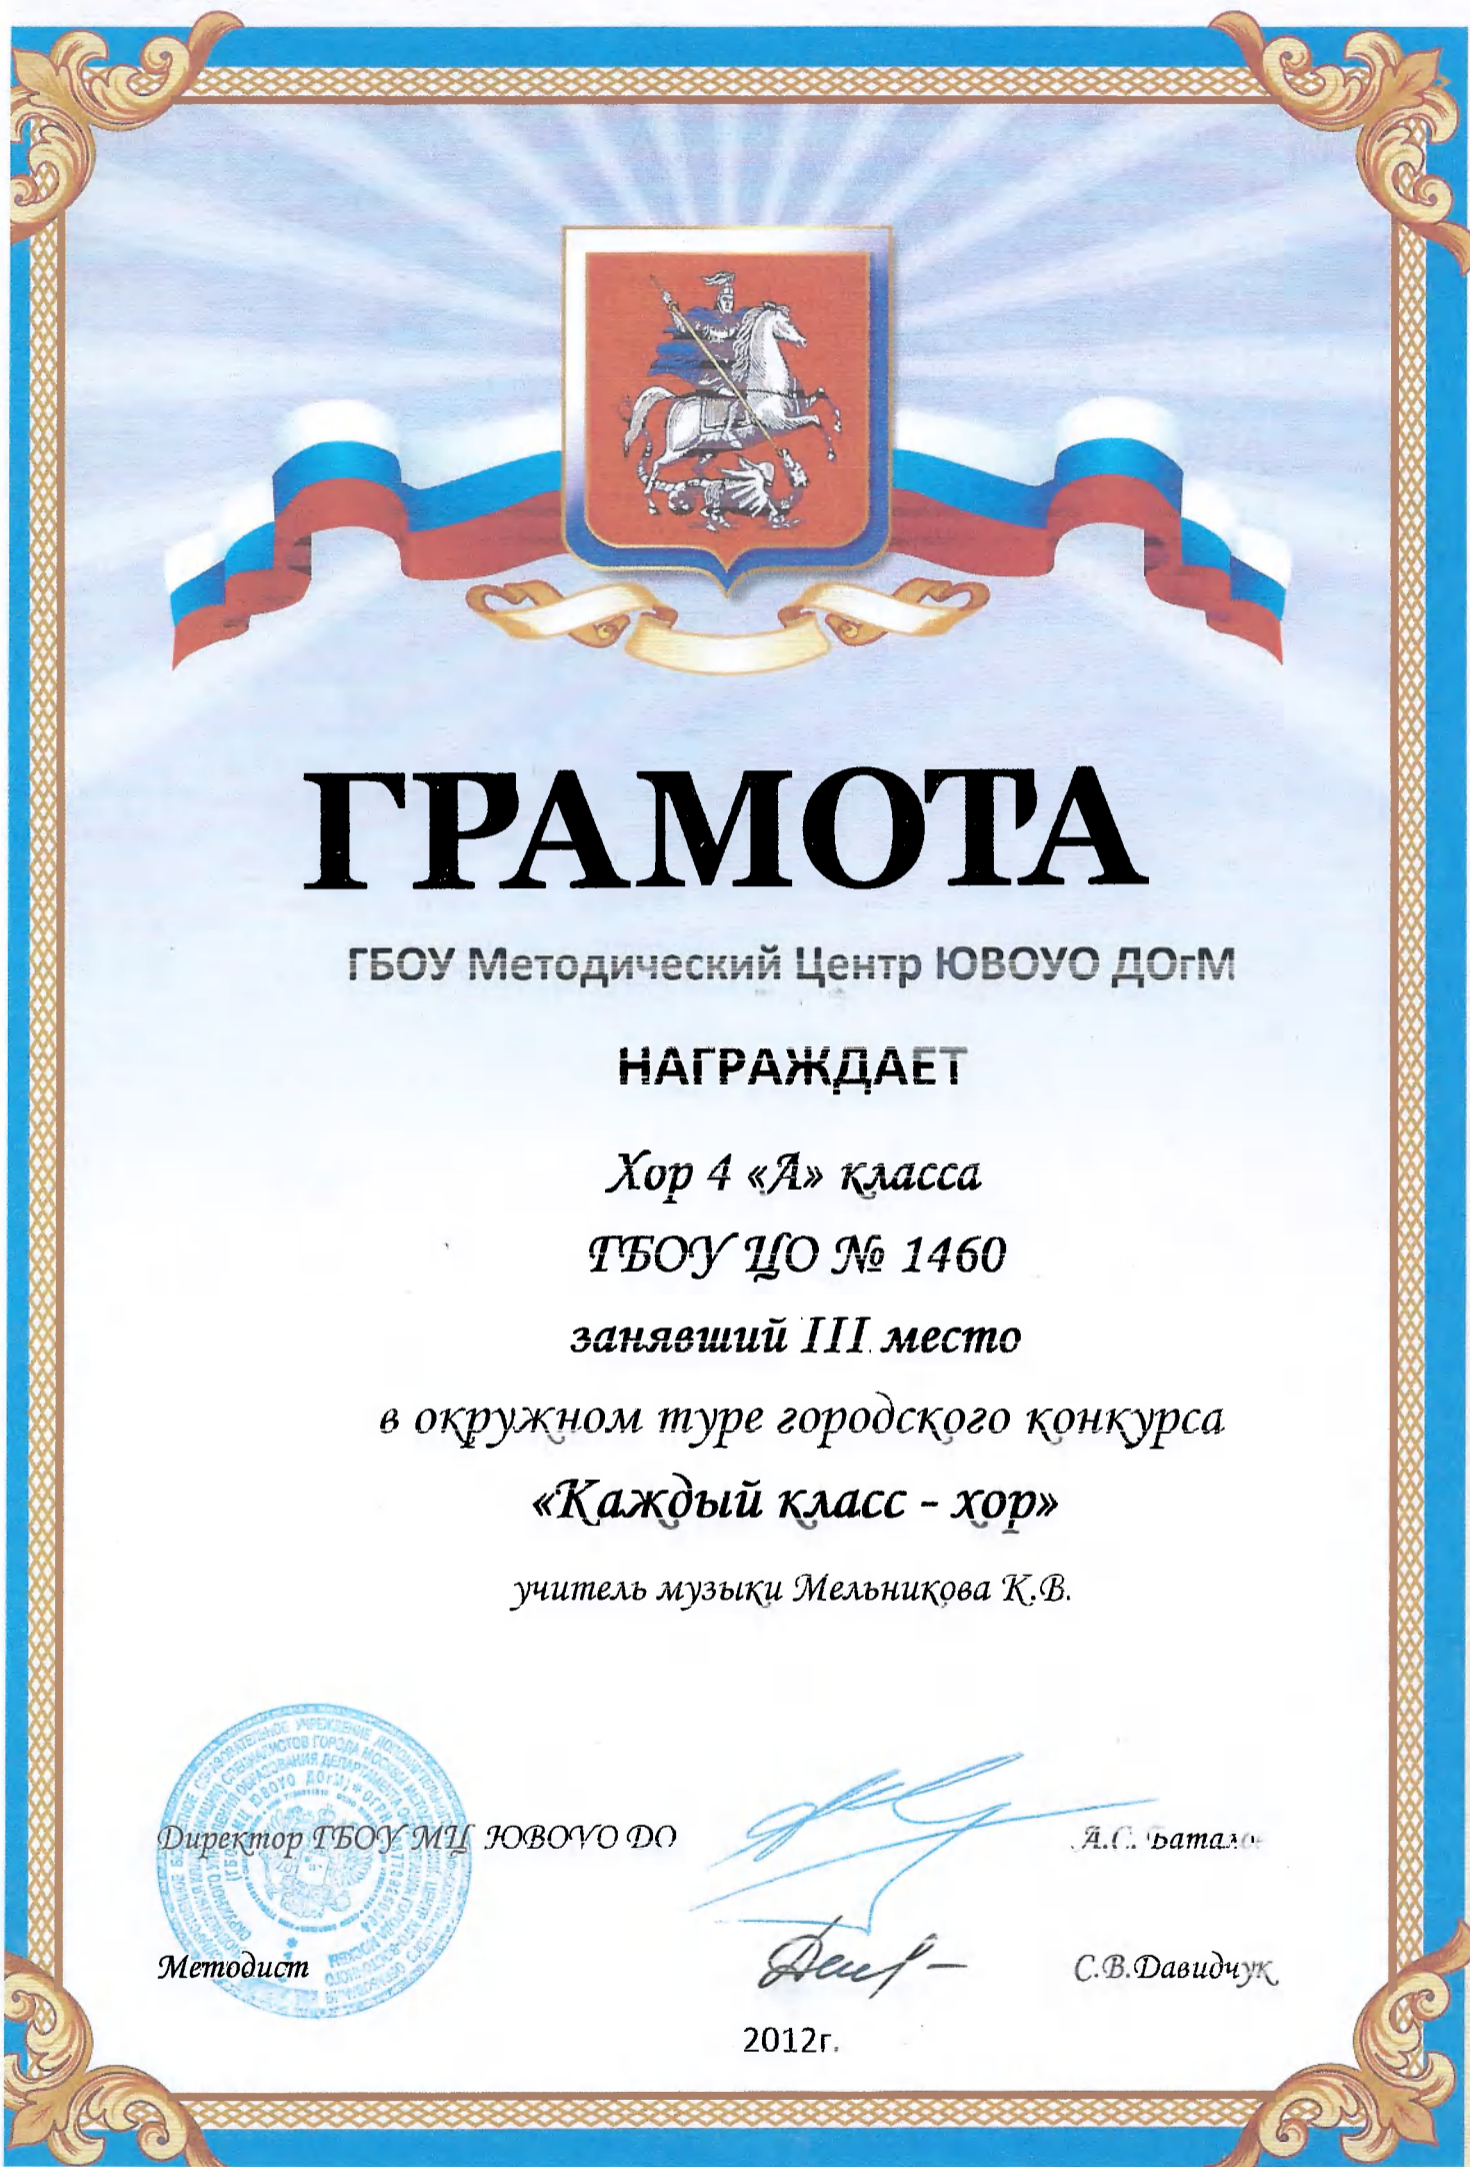 ГРАМОТА
ГБОУ Методический Центр ЮВОУО ДОгМ
НАГРАЖДАЕТ
Хор 4 «А» класса
ГБОУ ЦО № 1460
занявший III место
в окружном туре городского конкурса
«Каждый класс - хор»
учитель музыки Мельникова К.В.
Директор ГБОУ МЦ ЮВОУО ДО
А.С.
Методист
С.В.Давидчук
2012г.